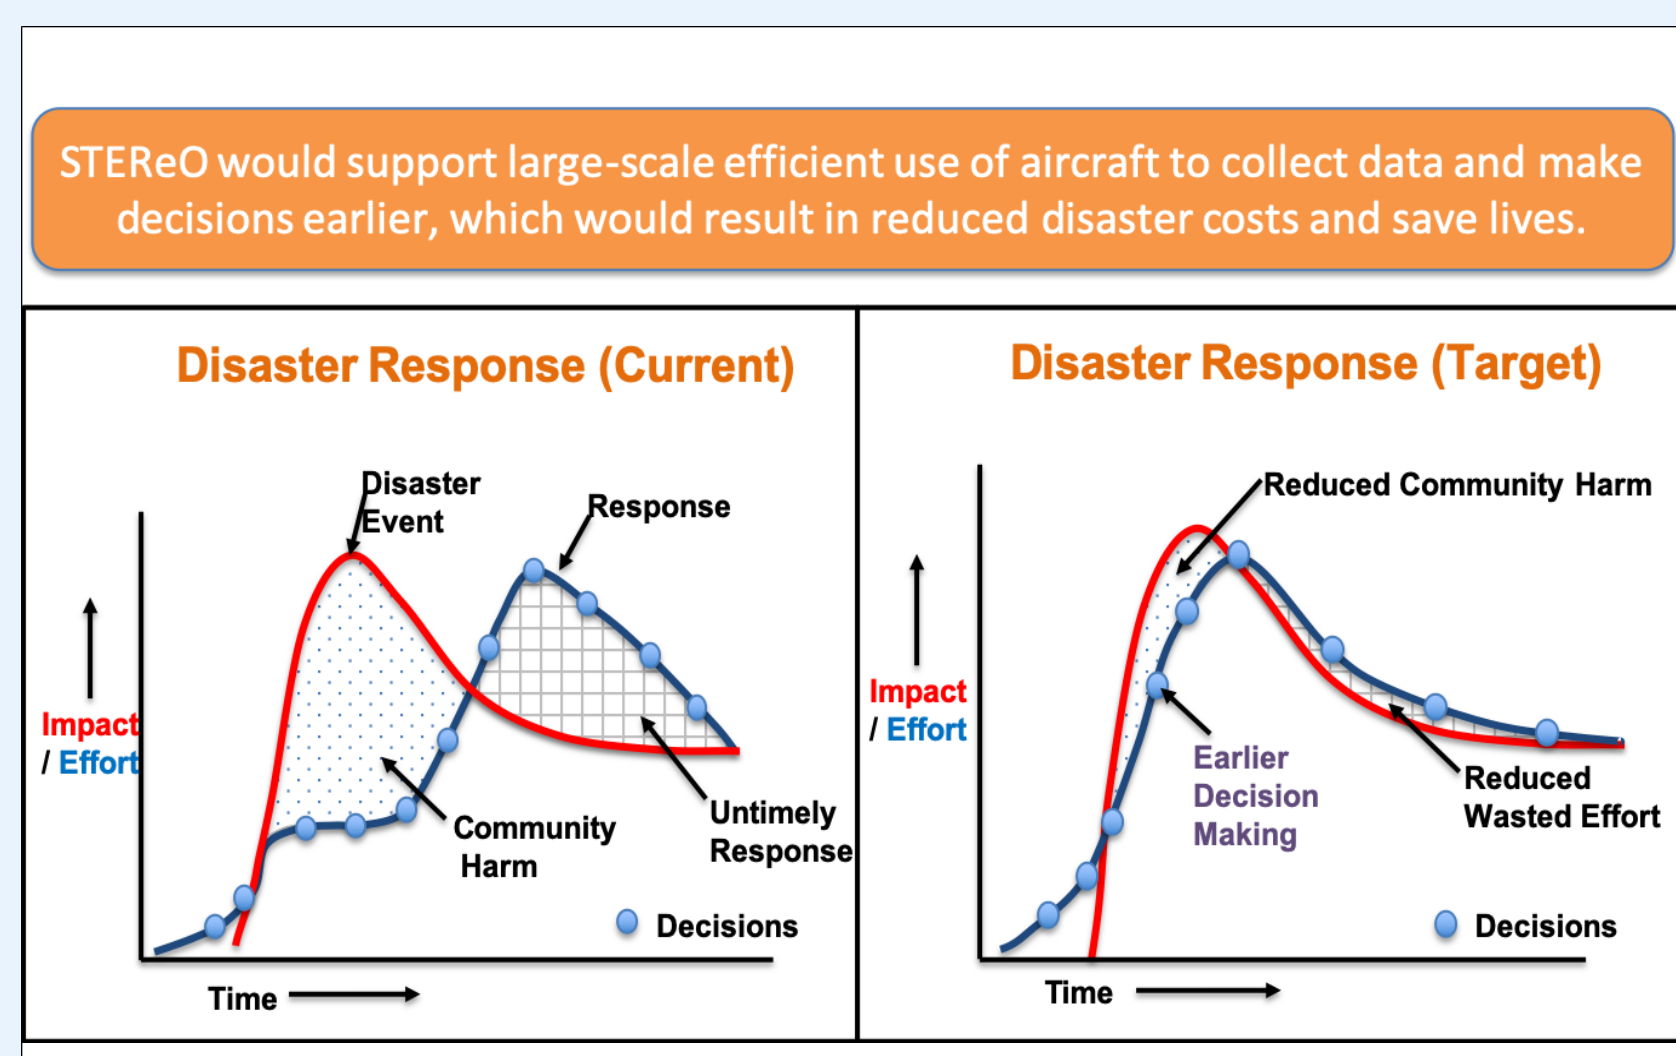 STEReO would support large-scale efficient use of aircraft to collect data and make
decisions earlier, which would result in reduced disaster costs and save lives.
Disaster Response (Current)
Disaster
Event
Response
Impact
/ Effort
Community
Harm
Untimely
Response
Decisions
Time
Disaster Response (Target)
Reduced Community Harm
Impact
/ Effort
Earlier
Decision
Making
Reduced
Wasted Effort
Decisions
Time